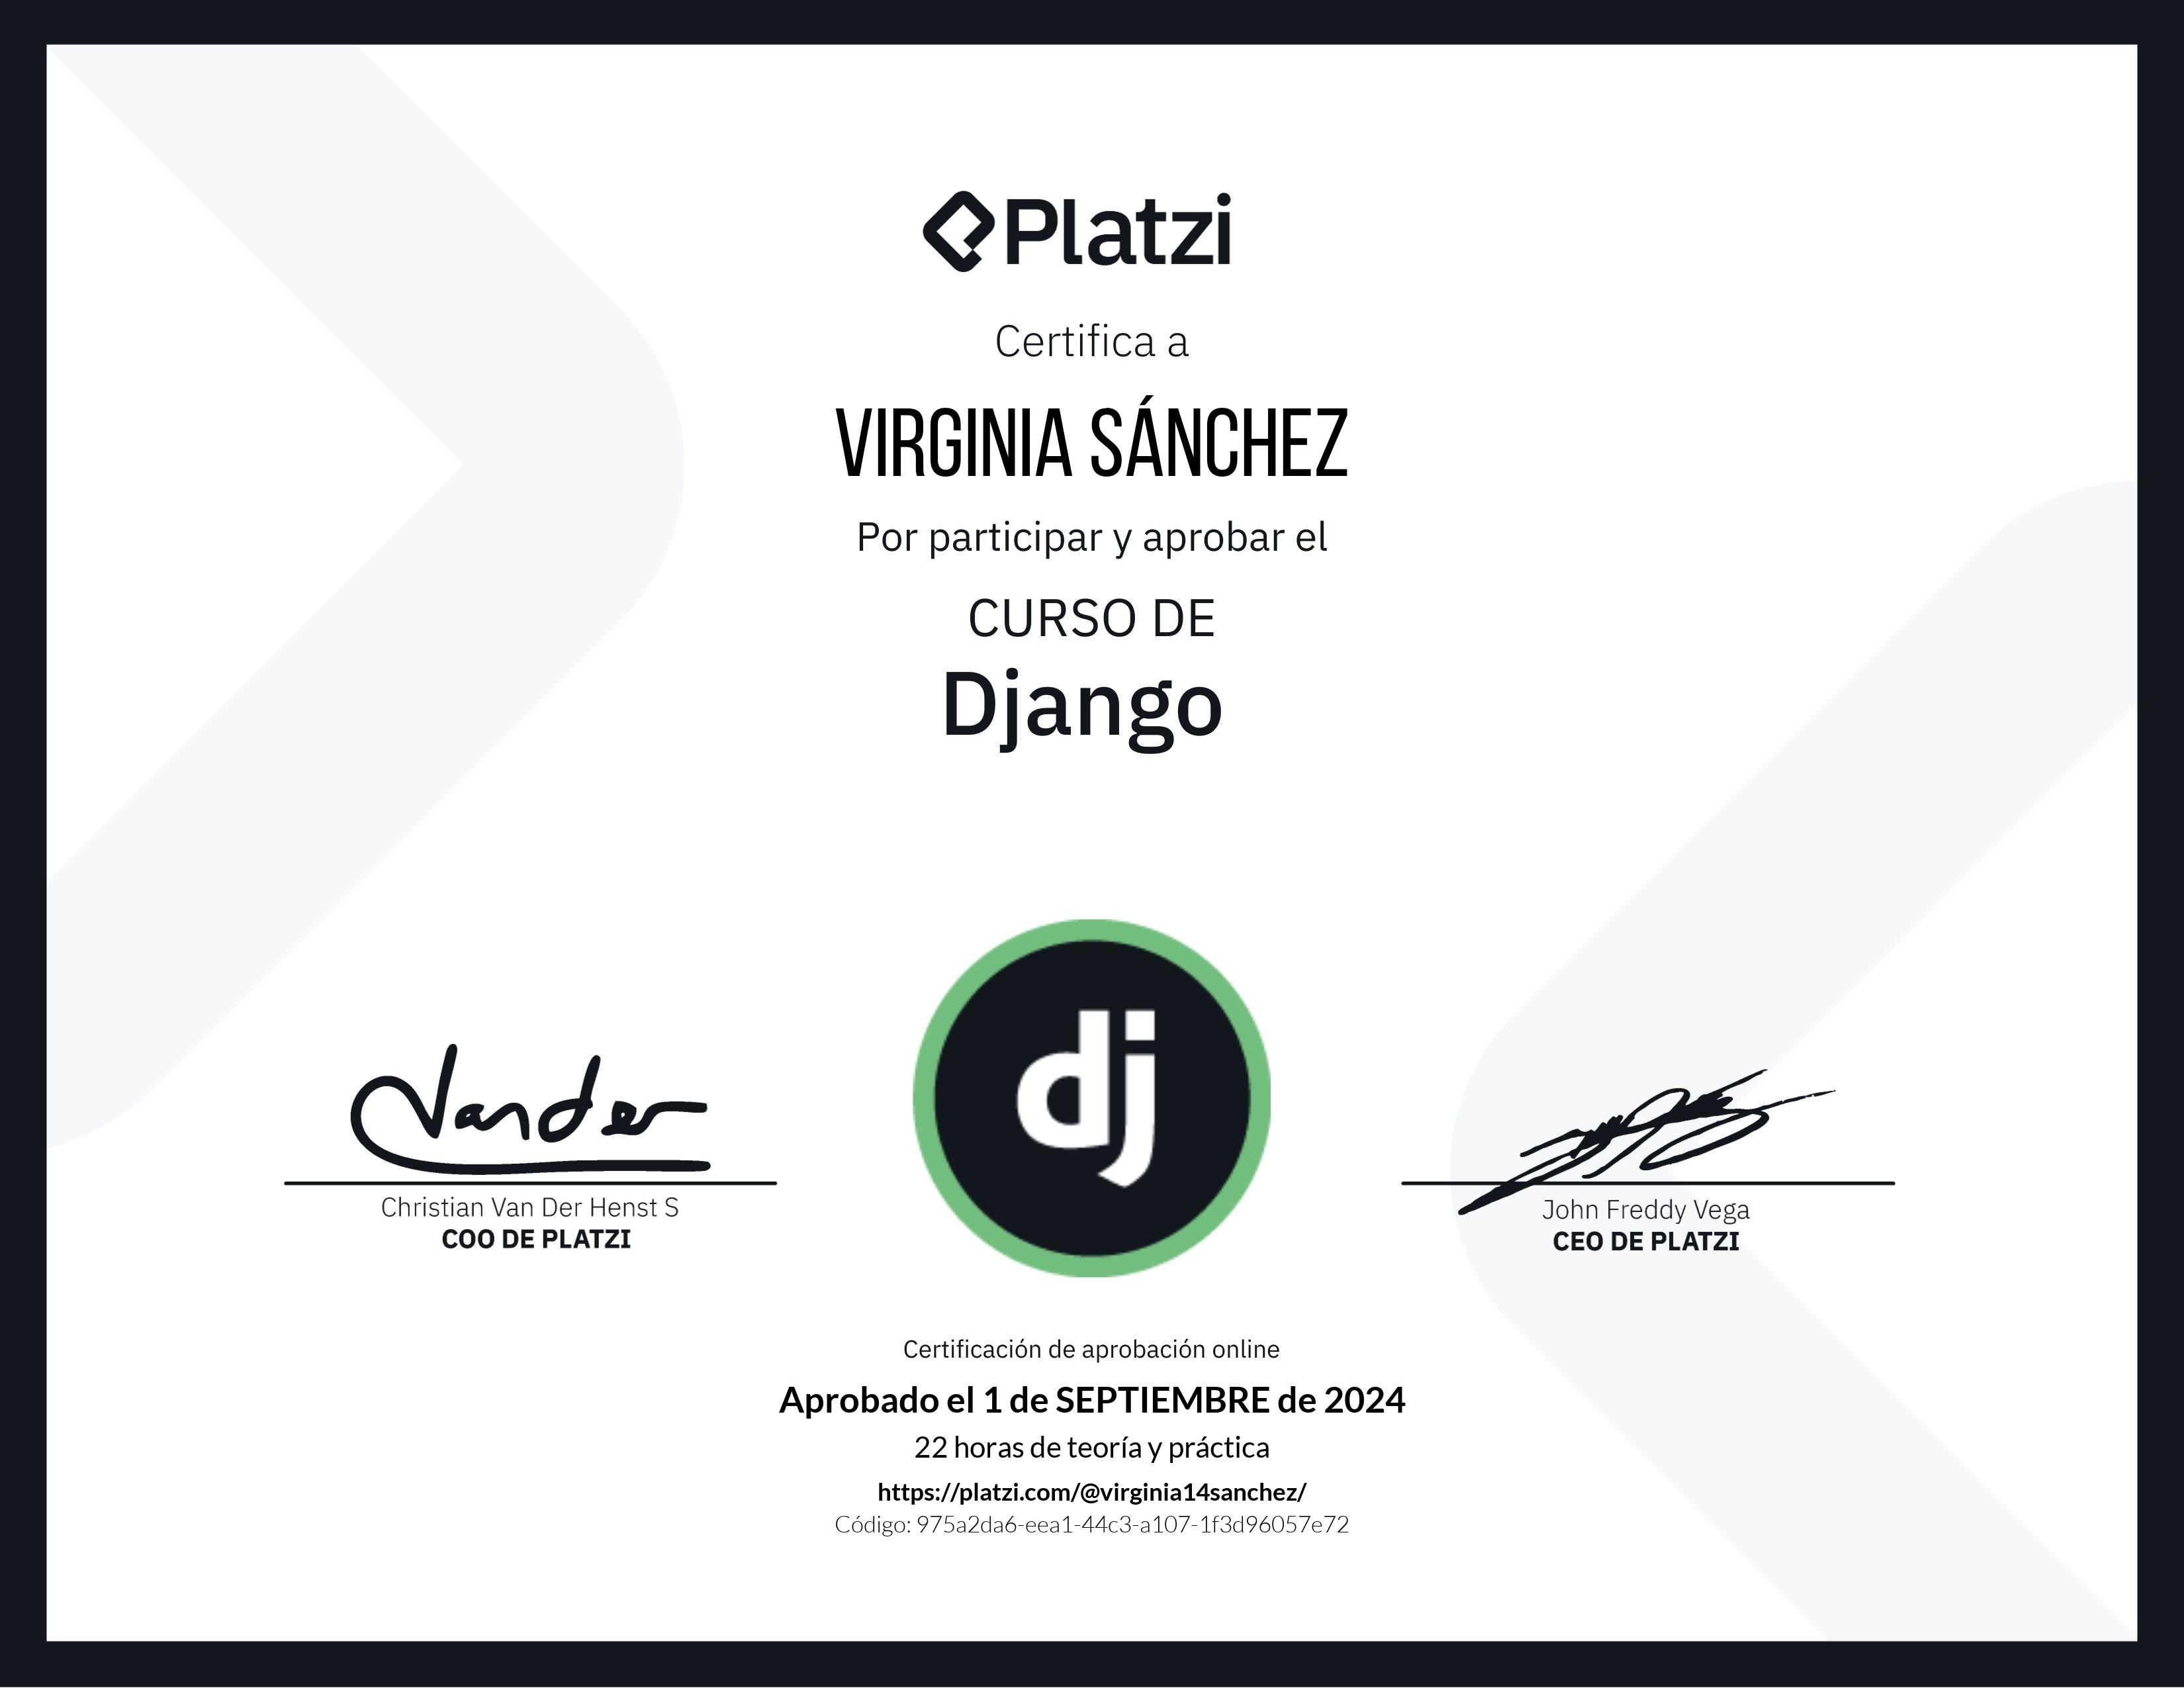 Platzi
Certifica a
VIRGINIA SÁNCHEZ
Por participar y aprobar el
CURSO DE
Django
dj
Vander
Christian Van Der Henst S
COO DE PLATZI
John Freddy Vega
CEO DE PLATZI
Certificación de aprobación online
Aprobado el 1 de SEPTIEMBRE de 2024
22 horas de teoría y práctica
https://platzi.com/@virginia14sanchez/
Código: 975a2da6-eea1-44c3-a107-1f3d96057e72